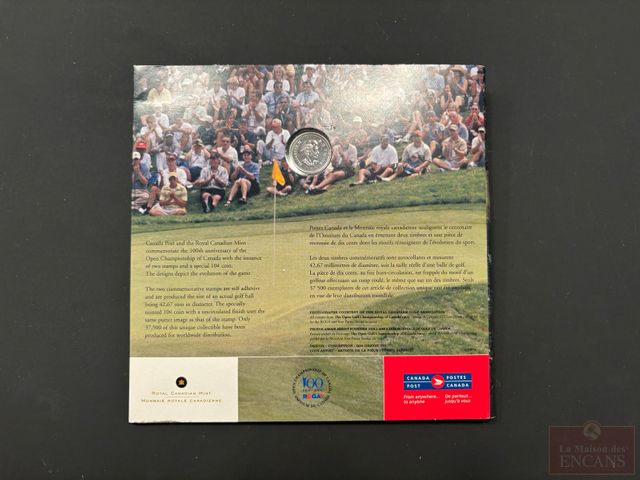 Canada Post and the Royal Canadian Mint
commemorate the 100th anniversary of the
Open Championship of Canada with the issuance
of two stamps and a special 10¢ coin.
The designs depict the evolution of the game.
The two commemorative stamps are self adhesive
and are produced the size of an actual golf ball
being 42.67 mm in diameter. The specially
minted 10¢ coin with a uncirculated finish uses the
same putter image as that of the stamp. Only
37,500 of this unique collectible have been
produced for worldwide distribution.
Postes Canada et la Monnaie royale canadienne soulignent le centenaire
de l'Omnium du Canada en émettant deux timbres et une pièce de
monnaie de dix cents dont les motifs témoignent de l'évolution du sport.
Les deux timbres commémoratifs sont autocollants et mesurent
42,67 millimètres de diamètre, soit la taille réelle d'une balle de golf.
La pièce de dix cents, au fini hors-circulation, est frappée du motif d'un
golfeur effectuant un coup roulé, le même que sur un des timbres. Seuls
37 500 exemplaires de cet article de collection unique ont été produits
en vue de leur distribution mondiale.
ROYAL CANADIAN MINT
MONNAIE ROYALE CANADIENNE
OPEN CHAMPIONSHIP OF CANADA
100
RCGA
OMNIUM DU CANADA
CANADA POST
POSTES CANADA
From anywhere...
to anyone
De partout...
jusqu'à vous
La Maison des
ENCANS